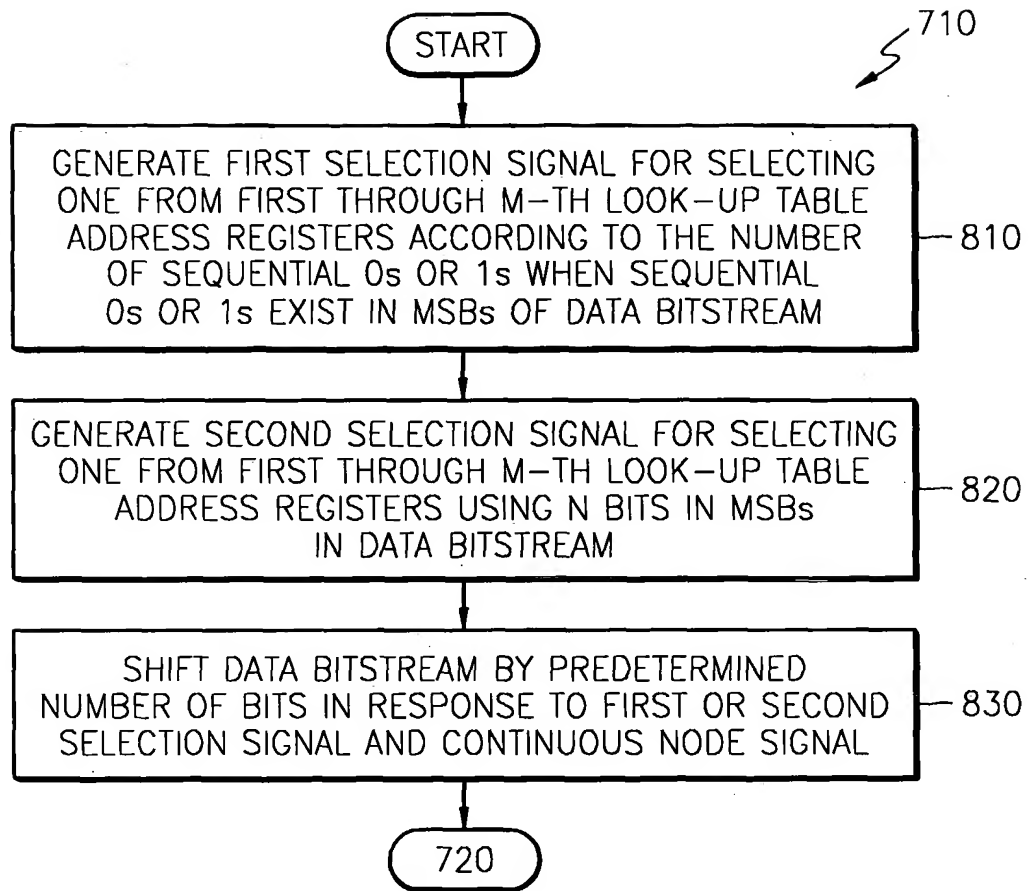 START
710
GENERATE FIRST SELECTION SIGNAL FOR SELECTING
ONE FROM FIRST THROUGH M-TH LOOK-UP TABLE
ADDRESS REGISTERS ACCORDING TO THE NUMBER
OF SEQUENTIAL 0s OR 1s WHEN SEQUENTIAL
0s OR 1s EXIST IN MSBs OF DATA BITSTREAM
810
GENERATE SECOND SELECTION SIGNAL FOR SELECTING
ONE FROM FIRST THROUGH M-TH LOOK-UP TABLE
ADDRESS REGISTERS USING N BITS IN MSBs
IN DATA BITSTREAM
820
SHIFT DATA BITSTREAM BY PREDETERMINED
NUMBER OF BITS IN RESPONSE TO FIRST OR SECOND
SELECTION SIGNAL AND CONTINUOUS NODE SIGNAL
830
720